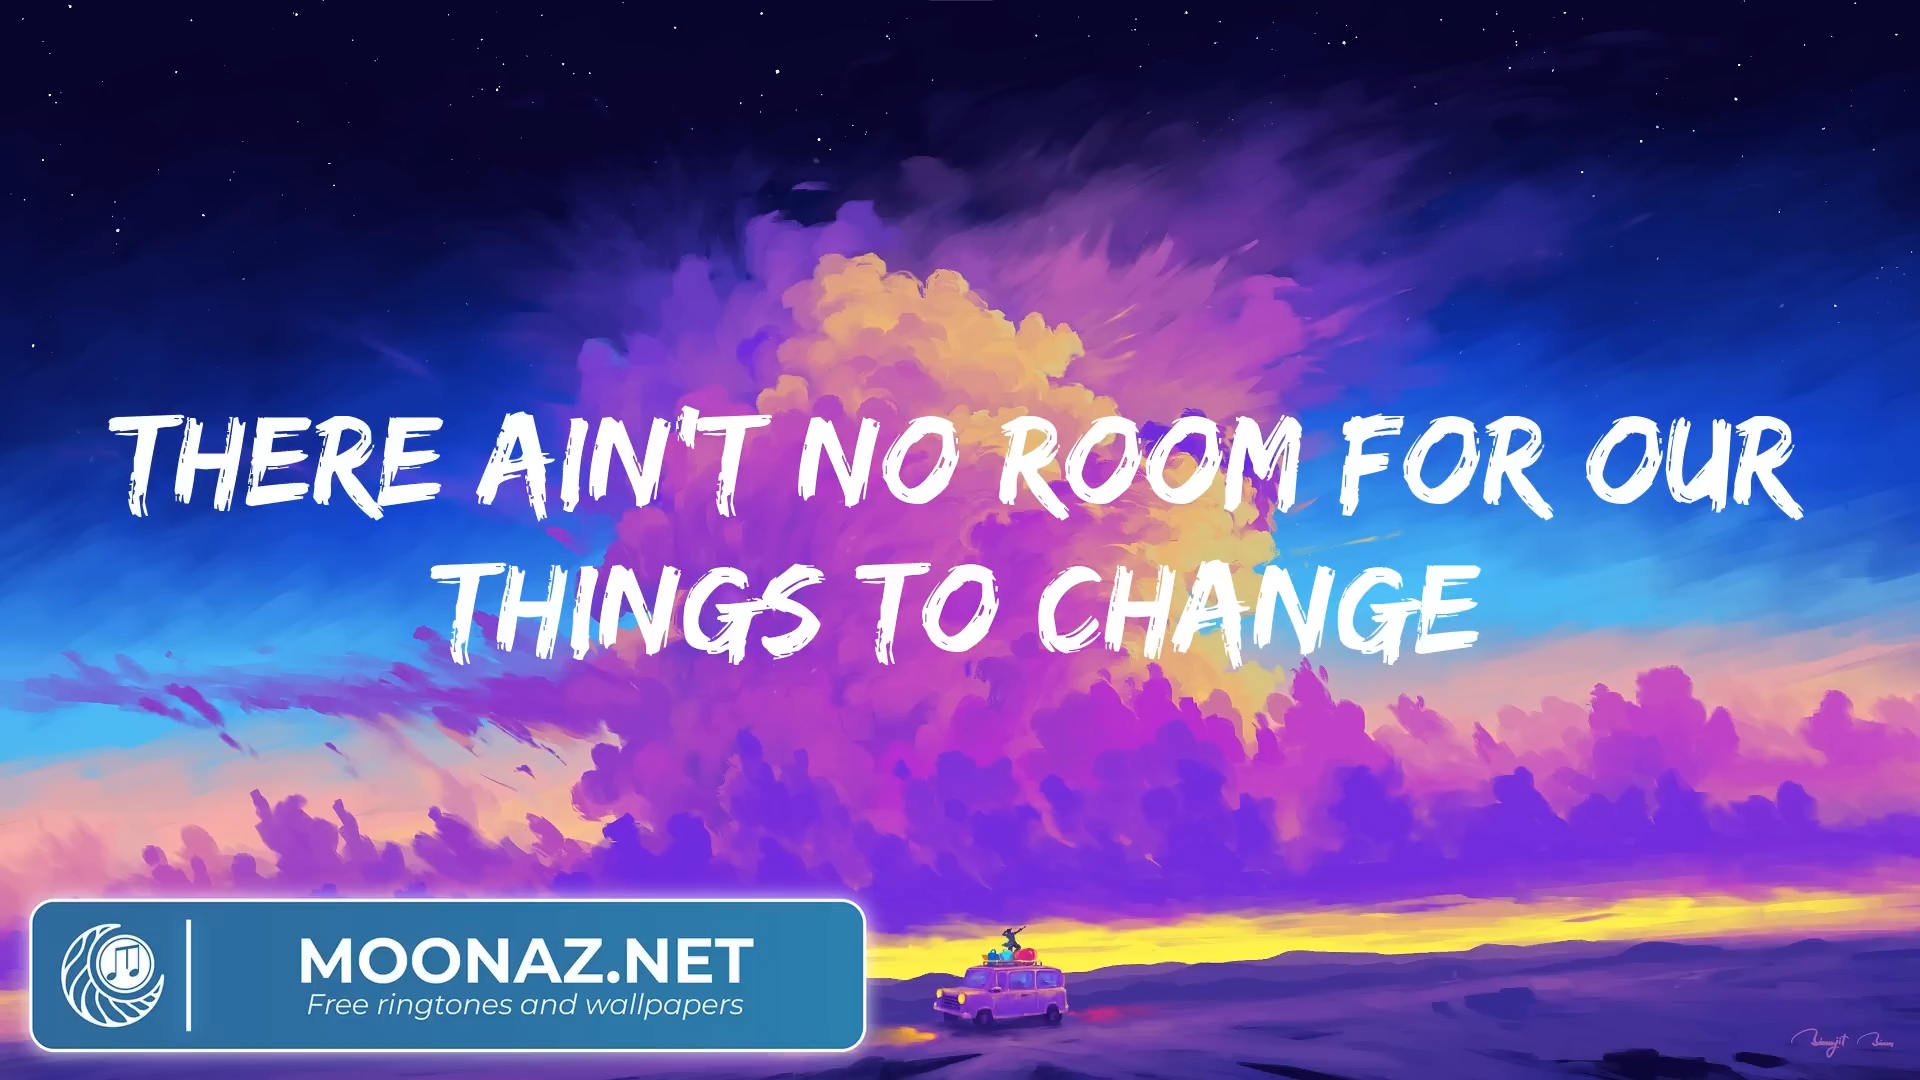 THERE AIN'T NO ROOM FOR OUR
THINGS TO CHANGE
MOONAZ.NET
Free ringtones and wallpapers